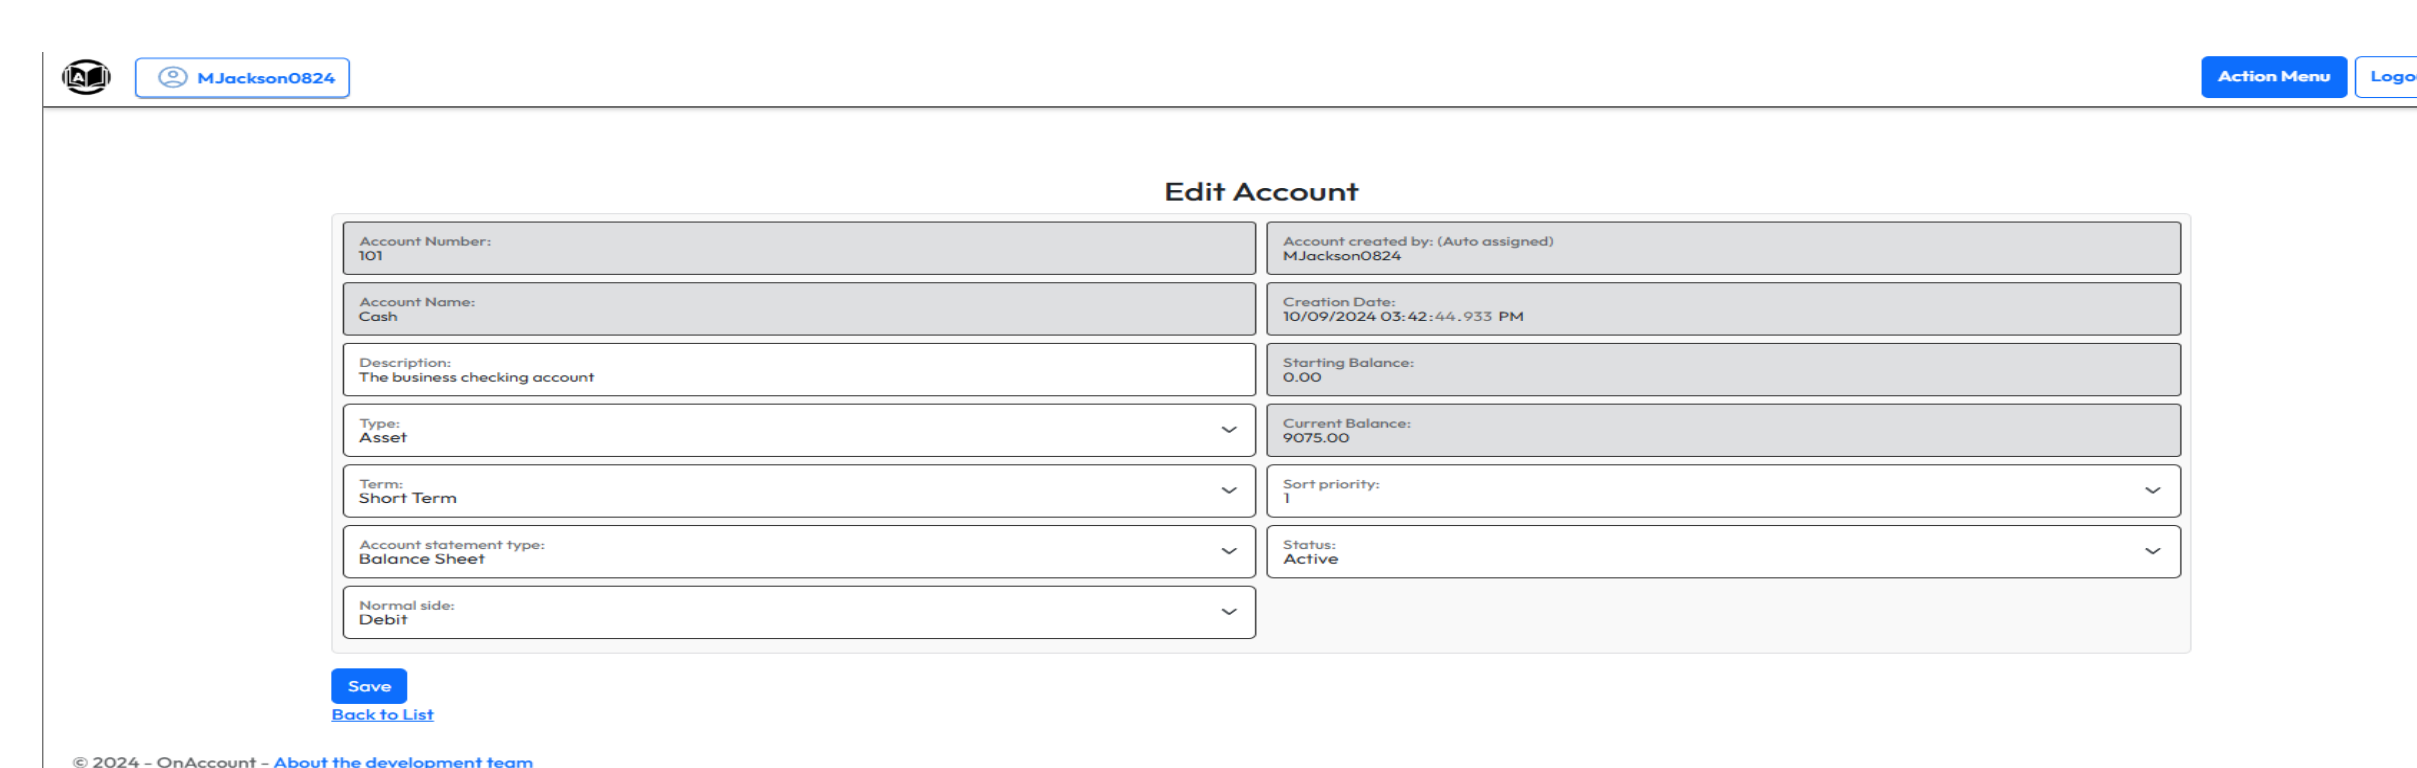 A
MJackson0824
Action Menu
Edit Account
Account Number:
101
Account created by: (Auto assigned)
MJackson0824
Account Name:
Cash
Creation Date:
10/09/2024 03:42:44.933 PM
Description:
The business checking account
Starting Balance:
0.00
Type:
Asset
Current Balance:
9075.00
Term:
Short Term
Sort priority:
1
Account statement type:
Balance Sheet
Status:
Active
Normal side:
Debit
Save
Back to List
© 2024 - OnAccount - About the development team